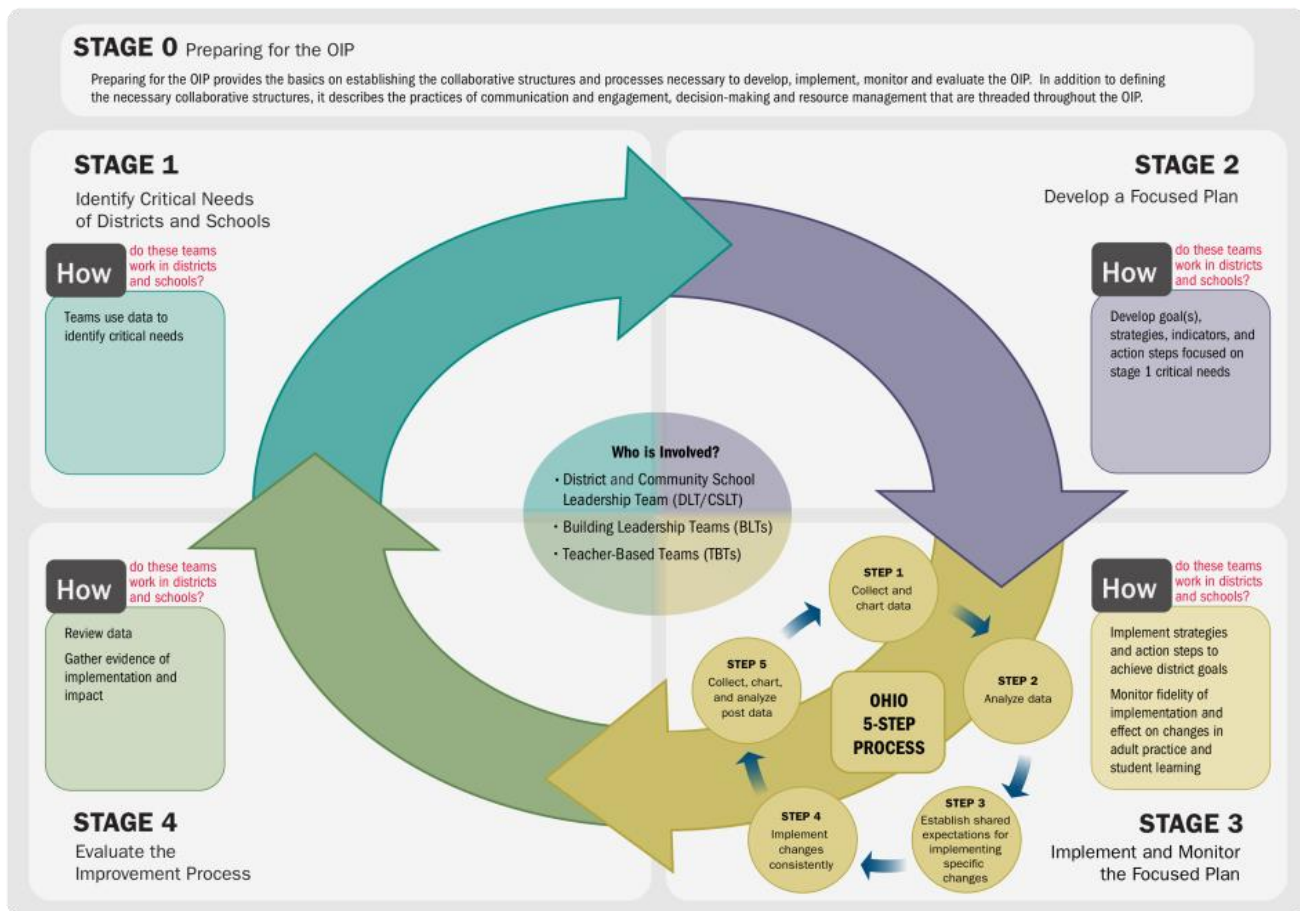 STAGE 0 Preparing for the OIP
Preparing for the OIP provides the basics on establishing the collaborative structures and processes necessary to develop, implement, monitor and evaluate the OIP. In addition to defining
the necessary collaborative structures, it describes the practices of communication and engagement, decision-making and resource management that are threaded throughout the OIP.
STAGE 1
Identify Critical Needs
of Districts and Schools
How
do these teams
work in districts
and schools?
Teams use data to
identify critical needs
STAGE 2
Develop a Focused Plan
How
do these teams
work in districts
and schools?
Develop goal(s),
strategies, indicators, and
action steps focused on
stage 1 critical needs
Who is Involved?
• District and Community School
Leadership Team (DLT/CSLT)
• Building Leadership Teams (BLTs)
• Teacher-Based Teams (TBTs)
How
do these teams
work in districts
and schools?
Implement strategies
and action steps to
achieve district goals
Monitor fidelity of
implementation and
effect on changes in
adult practice and
student learning
STAGE 3
Implement and Monitor
the Focused Plan
OHIO
5-STEP
PROCESS
STEP 1
Collect and
chart data
STEP 2
Analyze data
STEP 3
Establish shared
expectations for
implementing
specific
changes
STEP 4
Implement
changes
consistently
STEP 5
Collect, chart,
and analyze
post data
How
do these teams
work in districts
and schools?
Review data
Gather evidence of
implementation and
impact
STAGE 4
Evaluate the
Improvement Process